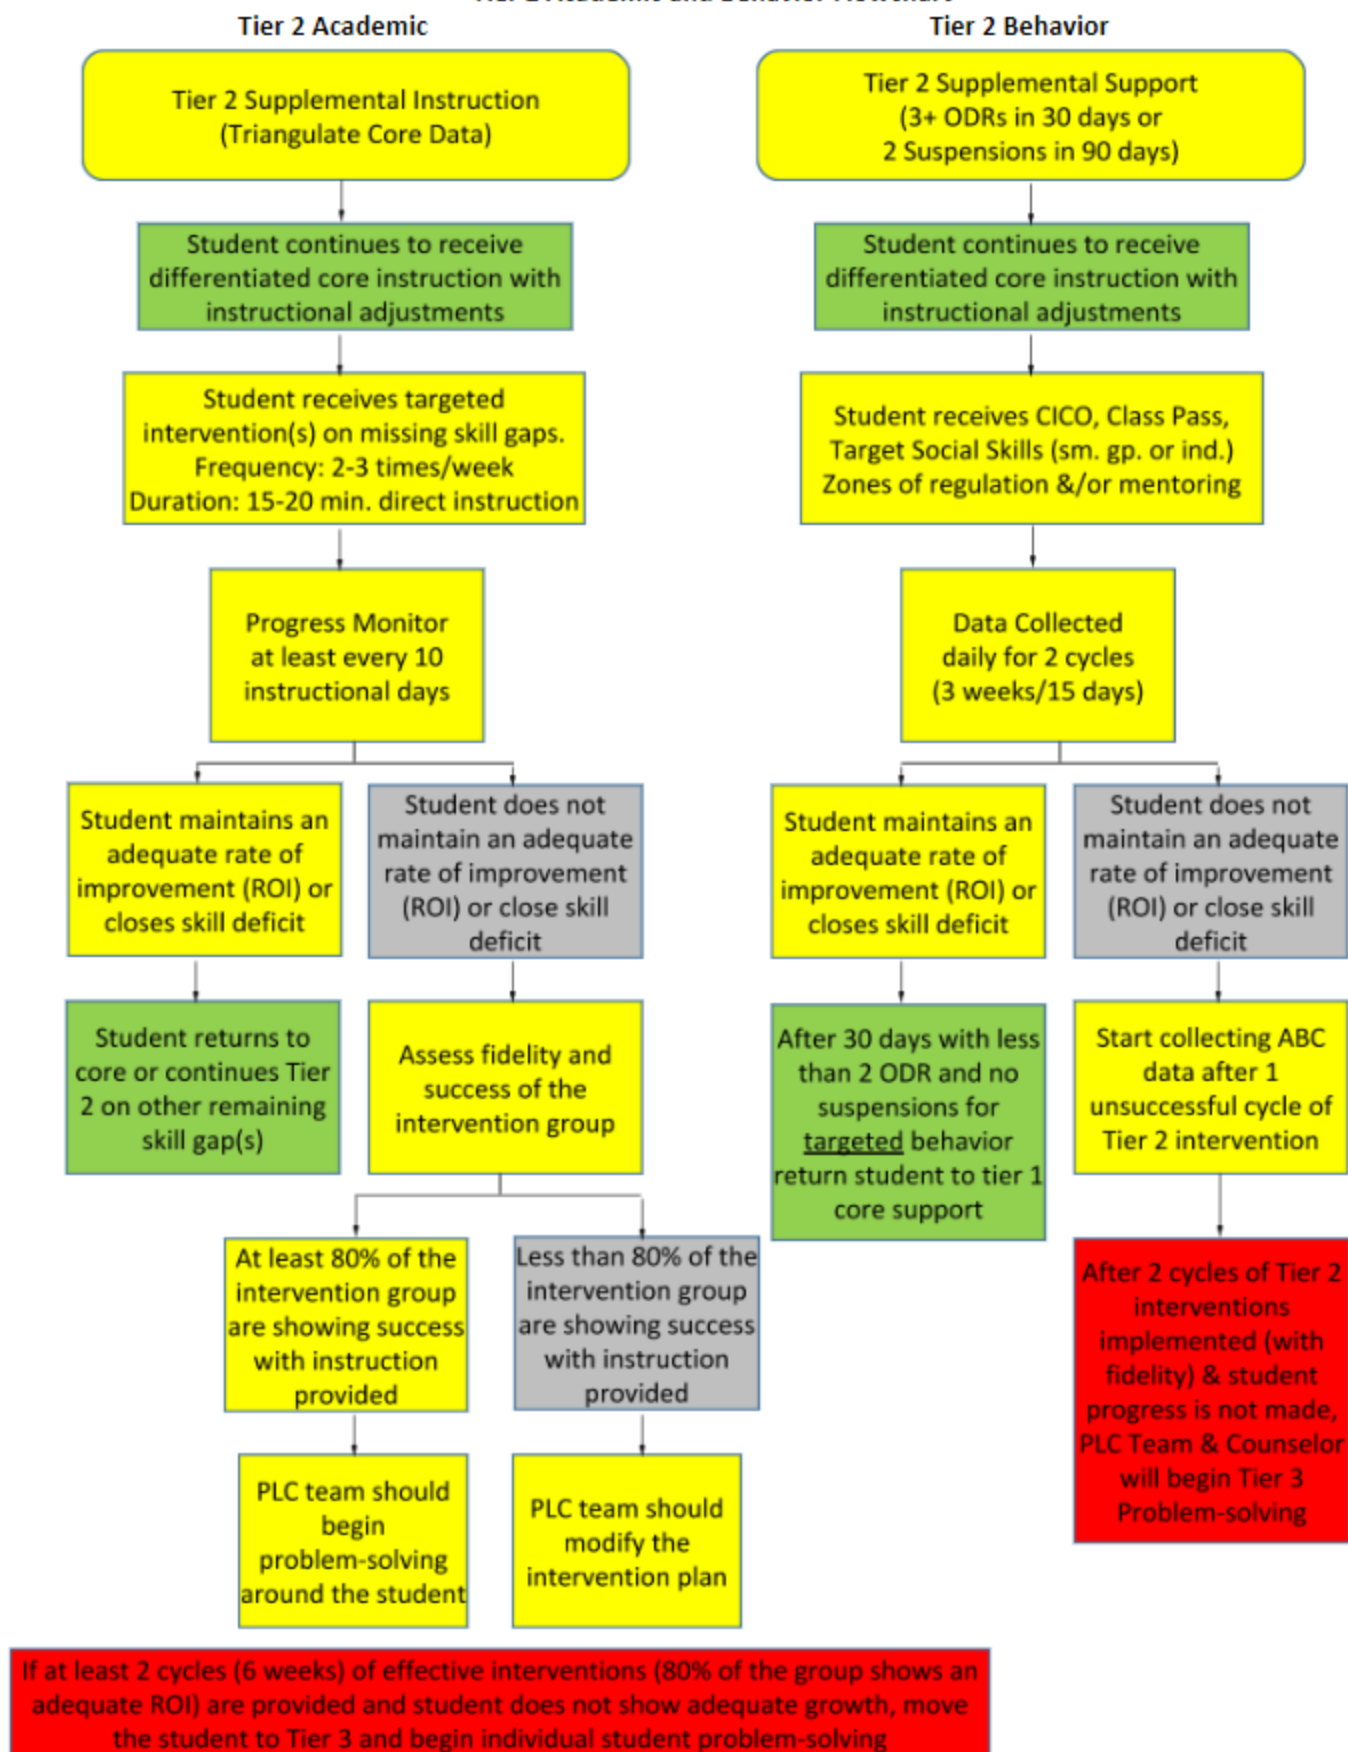 Tier 2 Academic and Behavior Flowchart
Tier 2 Academic
Tier 2 Supplemental Instruction
(Triangulate Core Data)
Student continues to receive
differentiated core instruction with
instructional adjustments
Student receives targeted
intervention(s) on missing skill gaps.
Frequency: 2-3 times/week
Duration: 15-20 min. direct instruction
Progress Monitor
at least every 10
instructional days
Student maintains an
adequate rate of
improvement (ROI) or
closes skill deficit
Student does not
maintain an adequate
rate of improvement
(ROI) or close skill
deficit
Student returns to
core or continues Tier
2 on other remaining
skill gap(s)
Assess fidelity and
success of the
intervention group
At least 80% of the
intervention group
are showing success
with instruction
provided
Less than 80% of the
intervention group
are showing success
with instruction
provided
PLC team should
begin
problem-solving
around the student
PLC team should
modify the
intervention plan
If at least 2 cycles (6 weeks) of effective interventions (80% of the group shows an
adequate ROI) are provided and student does not show adequate growth, move
the student to Tier 3 and begin individual student problem-solving
Tier 2 Behavior
Tier 2 Supplemental Support
(3+ ODRs in 30 days or
2 Suspensions in 90 days)
Student continues to receive
differentiated core instruction with
instructional adjustments
Student receives CICO, Class Pass,
Target Social Skills (sm. gp. or ind.)
Zones of regulation &/or mentoring
Data Collected
daily for 2 cycles
(3 weeks/15 days)
Student maintains an
adequate rate of
improvement (ROI) or
closes skill deficit
Student does not
maintain an adequate
rate of improvement
(ROI) or close skill
deficit
After 30 days with less
than 2 ODR and no
suspensions for
targeted behavior
return student to tier 1
core support
Start collecting ABC
data after 1
unsuccessful cycle of
Tier 2 intervention
After 2 cycles of Tier 2
interventions
implemented (with
fidelity) & student
progress is not made,
PLC Team & Counselor
will begin Tier 3
Problem-solving